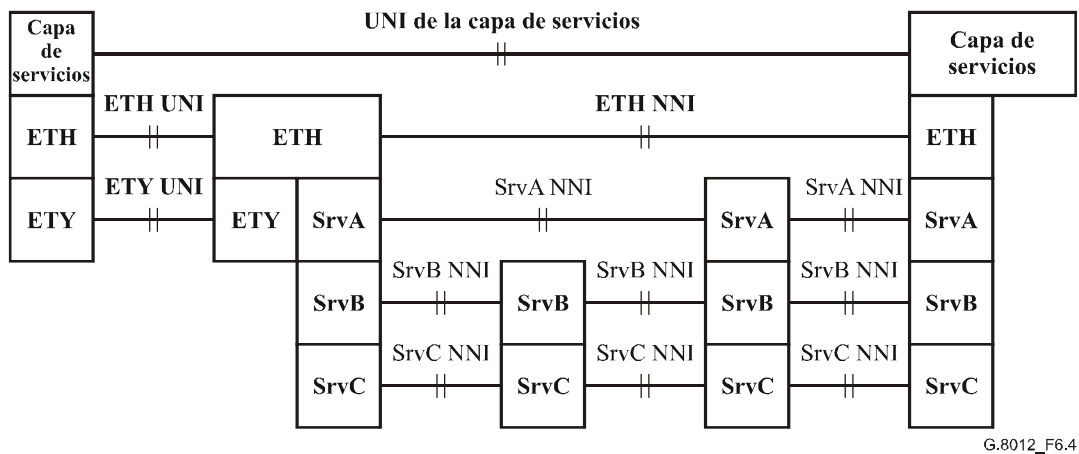 UNI de la capa de servicios
Capa
de
servicios
Capa de
servicios
ETH UNI
ETH NNI
ETH
ETH
ETH
ETY UNI
SrvA NNI
SrvA NNI
ETY
ETY
SrvA
SrvA
SrvA
SrvB NNI
SrvB NNI
SrvB NNI
SrvB
SrvB
SrvB
SrvB
SrvC NNI
SrvC NNI
SrvC NNI
SrvC
SrvC
SrvC
SrvC
G.8012_F6.4